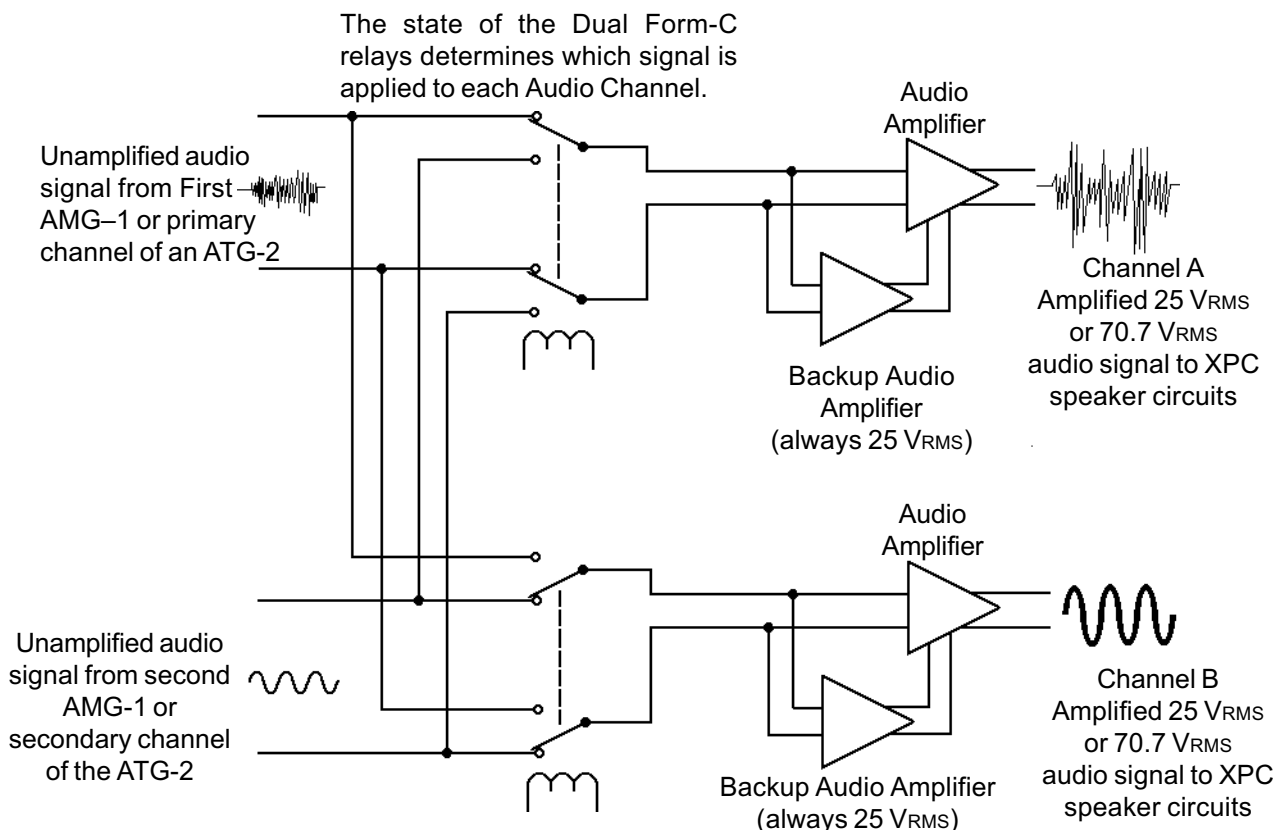 The state of the Dual Form-C
relays determines which signal is
applied to each Audio Channel.
Unamplified audio
signal from First
AMG–1 or primary
channel of an ATG-2
Audio
Amplifier
Channel A
Amplified 25 VRMS
or 70.7 VRMS
audio signal to XPC
speaker circuits
Backup Audio
Amplifier
(always 25 VRMS)
Unamplified audio
signal from second
AMG-1 or
secondary channel
of the ATG-2
Audio
Amplifier
Channel B
Amplified 25 VRMS
or 70.7 VRMS
audio signal to XPC
speaker circuits
Backup Audio Amplifier
(always 25 VRMS)